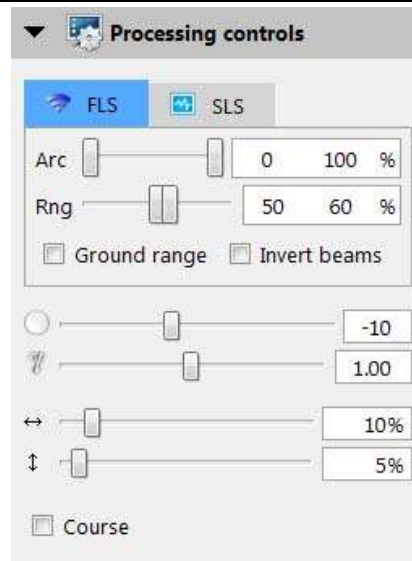 Processing controls
FLS SLS
Arc 0 100 %
Rng 50 60 %
Ground range Invert beams
-10
γ 1.00
↔ 10%
↕ 5%
Course